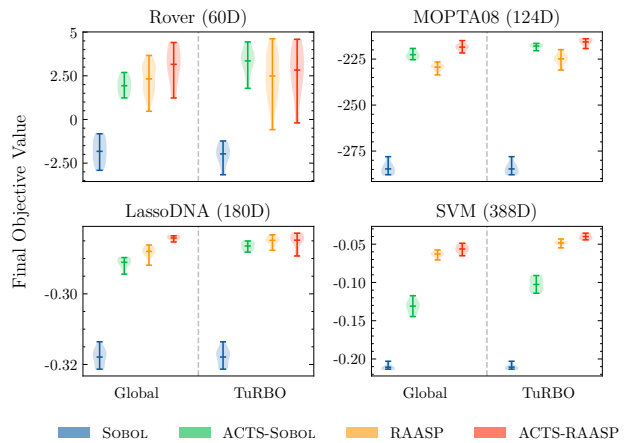 Rover (60D)
MOPTA08 (124D)
5
2.50
0
-2.50
-225
-250
-275
Final Objective Value
LassoDNA (180D)
SVM (388D)
-0.30
-0.32
-0.05
-0.10
-0.15
-0.20
Global TuRBO
Global TuRBO
SOBOL ACTS-SOBOL RAASP ACTS-RAASP